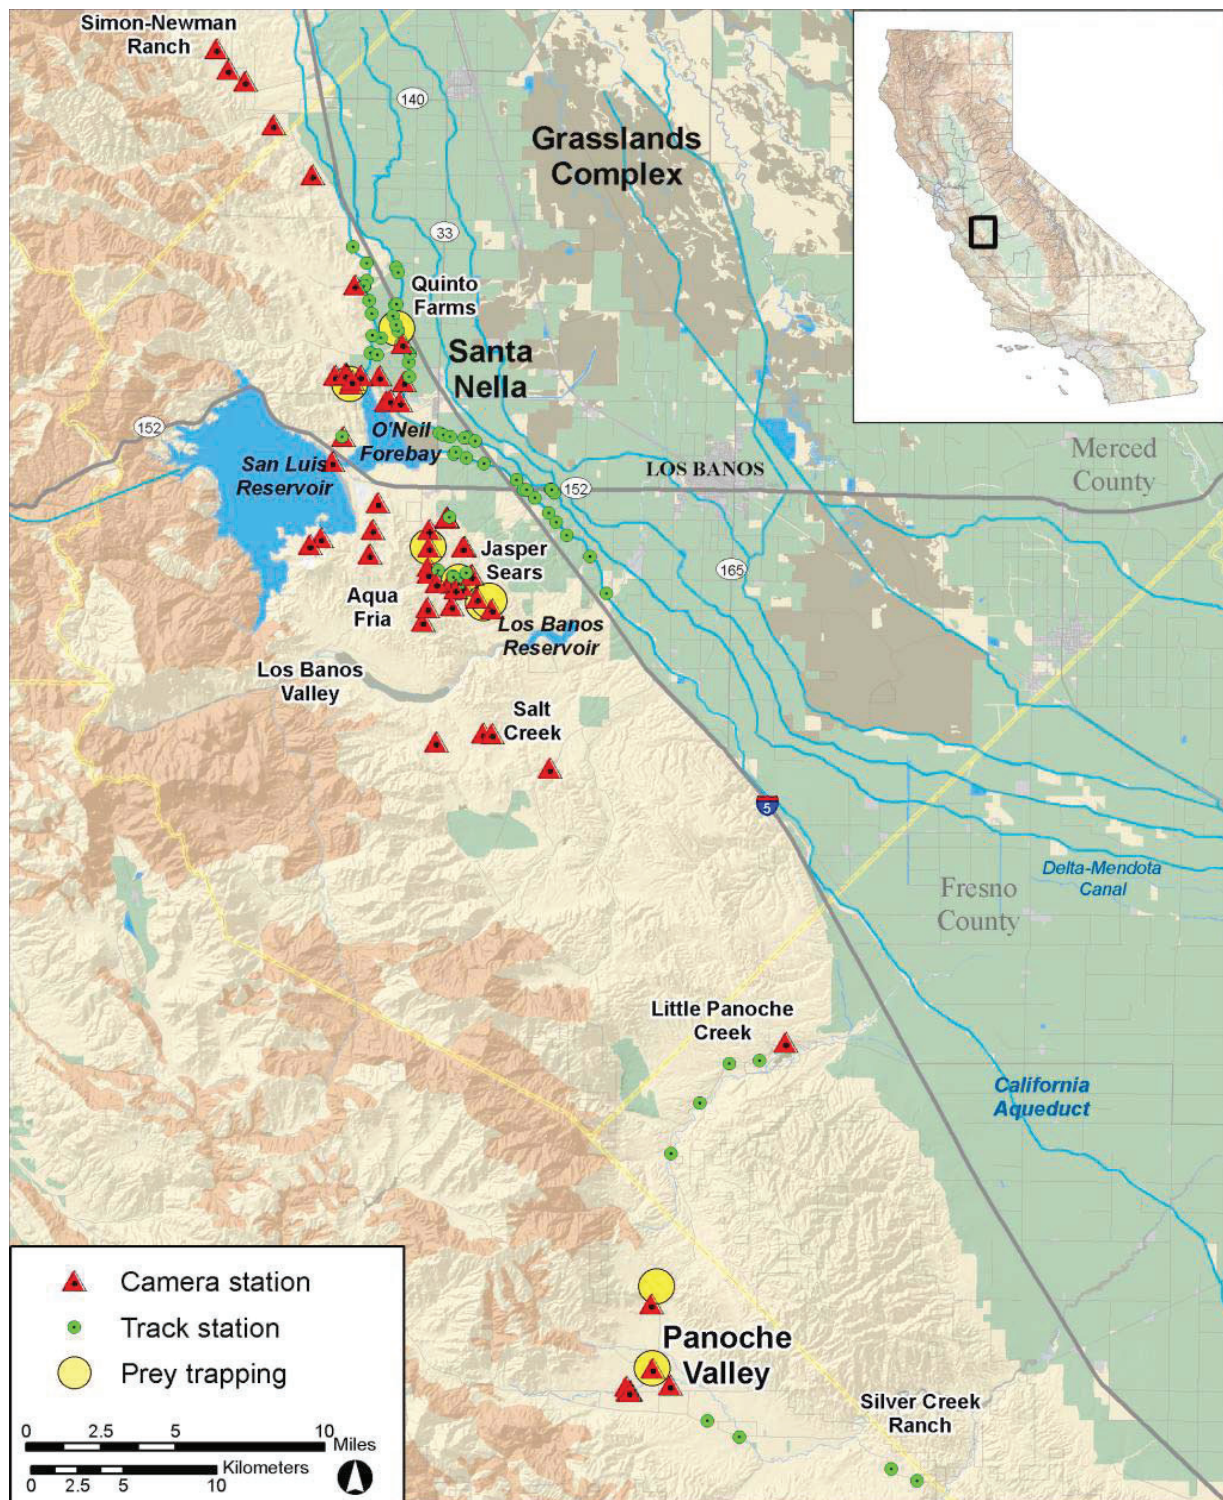 Simon-Newman
Ranch
140
Grasslands
Complex
33
Quinto
Farms
Santa
Nella
152
O'Neil
Forebay
San Luis
Reservoir
LOS BANOS
152
Merced
County
Jasper
Sears
165
Aqua
Fria
Los Banos
Reservoir
Los Banos
Valley
Salt
Creek
5
Delta-Mendota
Canal
Fresno
County
Little Panoche
Creek
California
Aqueduct
Panoche
Valley
Silver Creek
Ranch
Camera station
Track station
Prey trapping
0 2.5 5 10 Miles
Kilometers
0 2.5 5 10